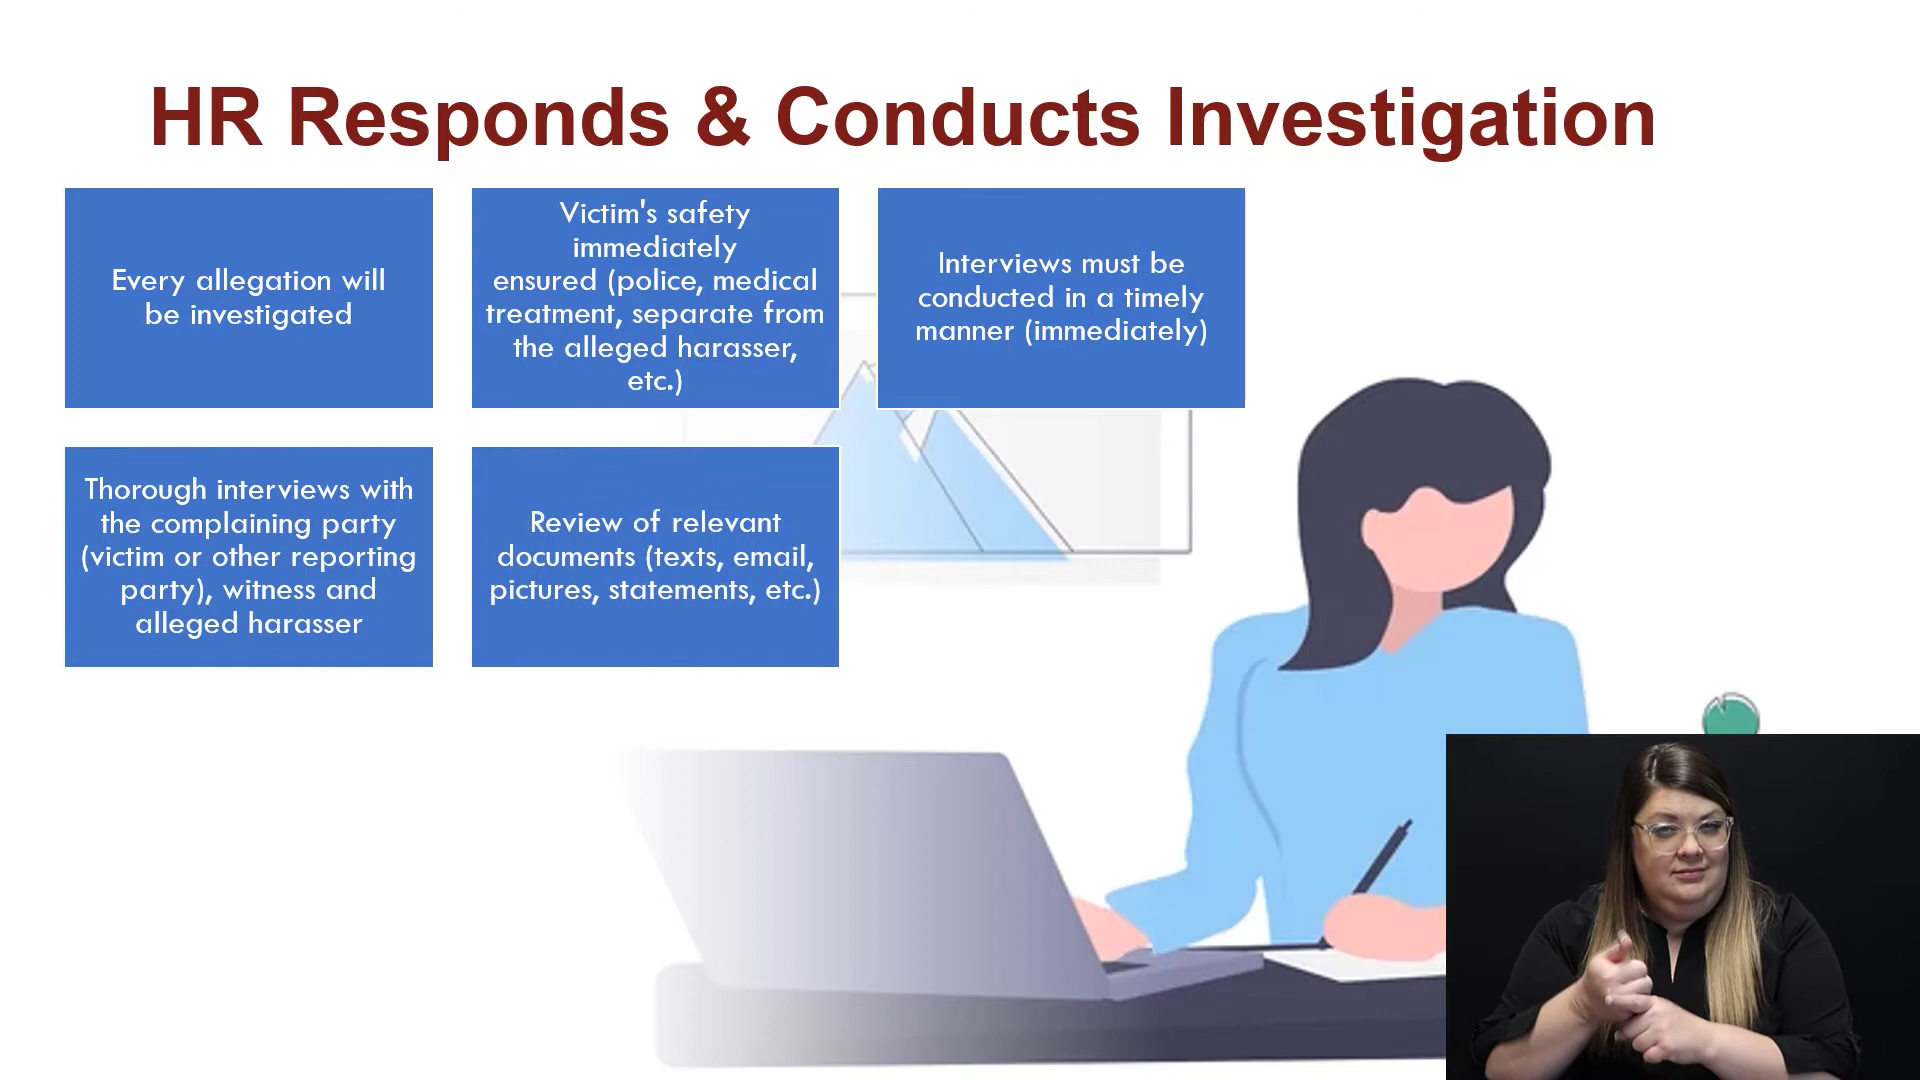 HR Responds & Conducts Investigation
Every allegation will
be investigated
Victim's safety
immediately
ensured (police, medical
treatment, separate from
the alleged harasser,
etc.)
Interviews must be
conducted in a timely
manner (immediately)
Thorough interviews with
the complaining party
(victim or other reporting
party), witness and
alleged harasser
Review of relevant
documents (texts, email,
pictures, statements, etc.)